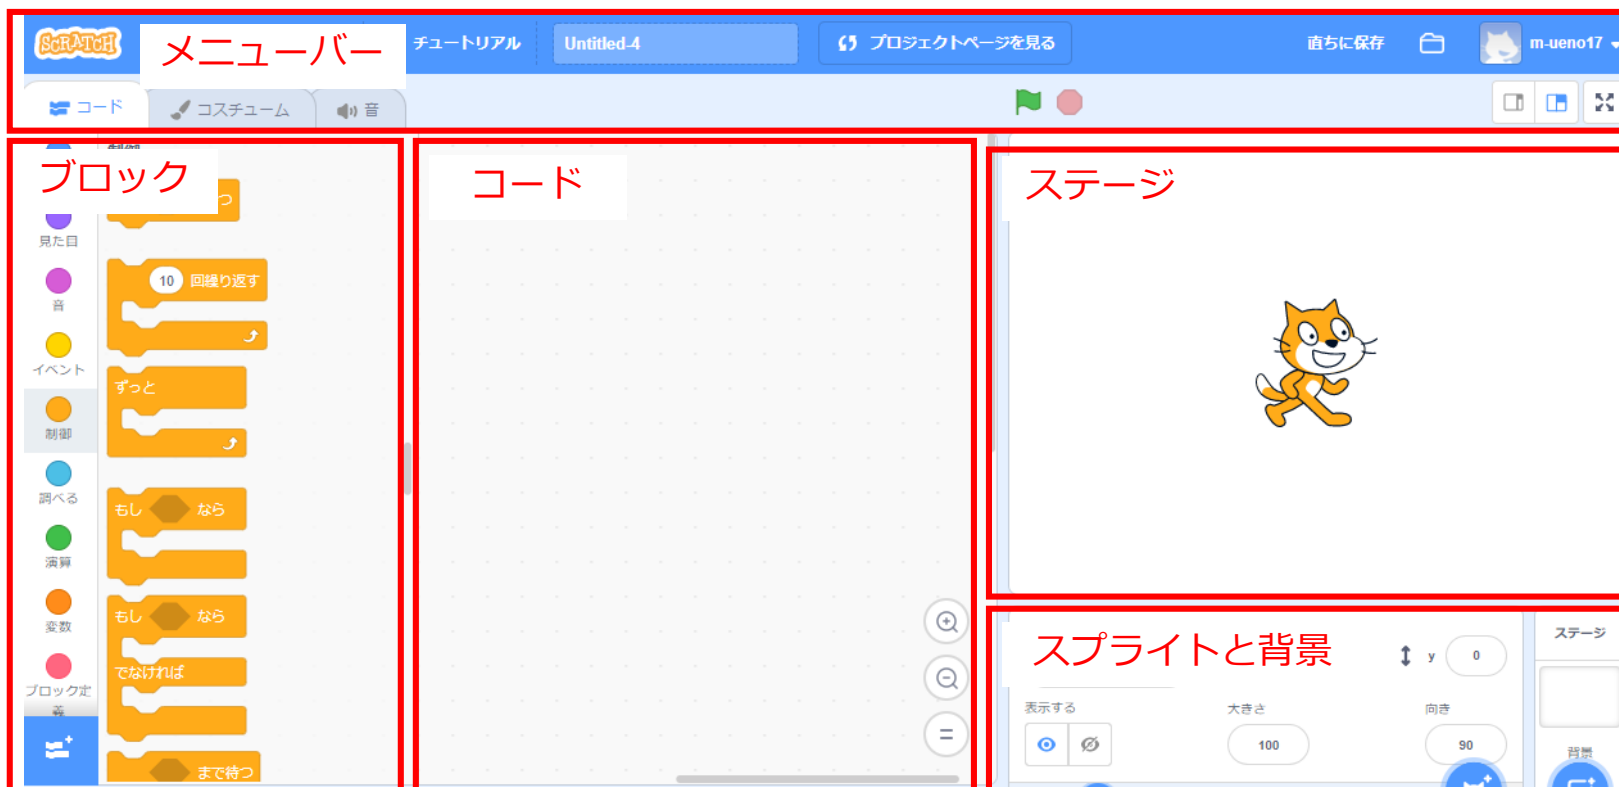 SCRATCH
メニューバー
チュートリアル
Untitled-4
プロジェクトページを見る
直ちに保存
m-ueno17
コード
コスチューム
音
ブロック
コード
ステージ
つ
見た目
音
イベント
制御
調べる
演算
変数
ブロック定
義
10 回繰り返す
ずっと
もし なら
もし なら
でなければ
まで待つ
スプライトと背景
y 0
ステージ
表示する
大きさ
向き
100
90
背景